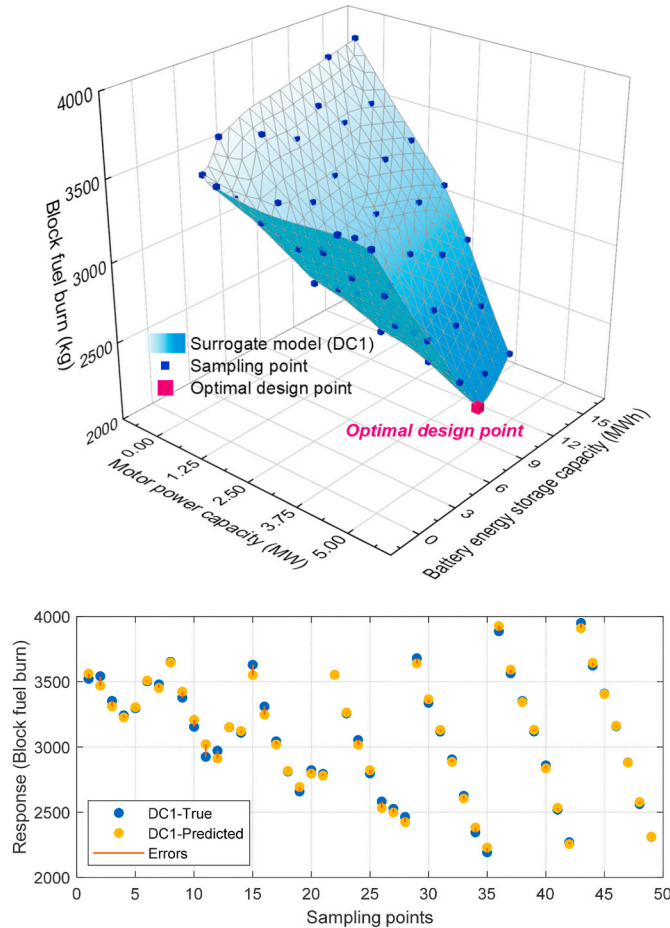 4000
3500
3000
2500
2000
Block fuel burn (kg)
Surrogate model (DC1)
Sampling point
Optimal design point
Optimal design point
0.00
1.25
2.50
3.75
5.00
Motor power capacity (MW)
0
3
6
9
12
15
Battery energy storage capacity (MWh)
4000
3500
3000
2500
2000
Response (Block fuel burn)
DC1-True
DC1-Predicted
Errors
0 5 10 15 20 25 30 35 40 45 50
Sampling points